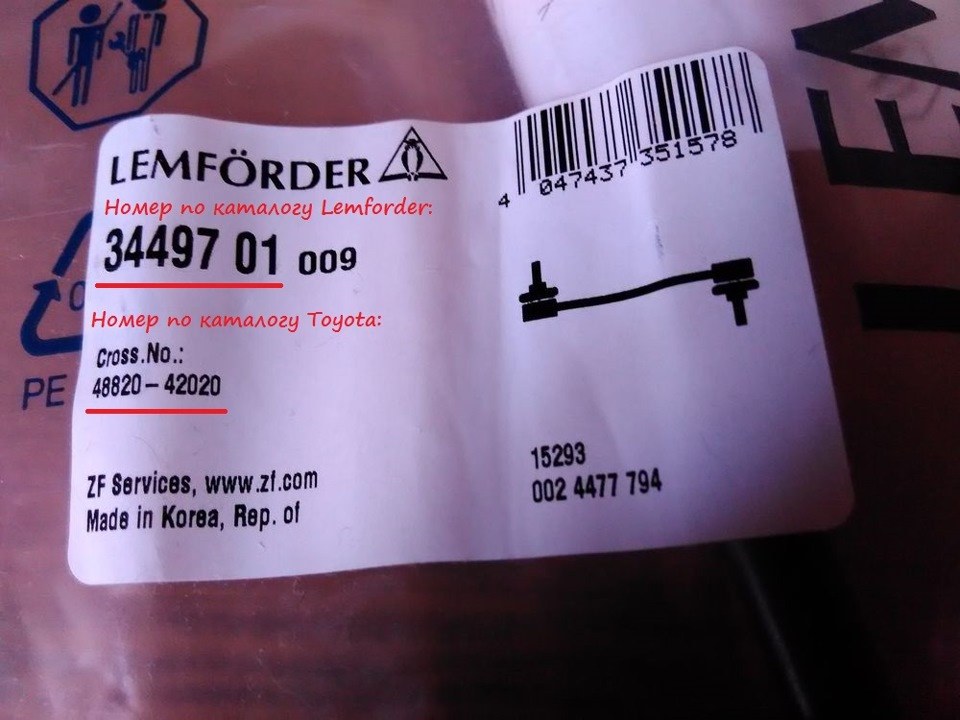 LEMFÖRDER
Номер по каталогу Lemforder:
34497 01 009
Номер по каталогу Toyota:
Cross.No.:
48820-42020
ZF Services, www.zf.com
Made in Korea, Rep. of
4 047437 351578
15293
002 4477 794
PE
LEM